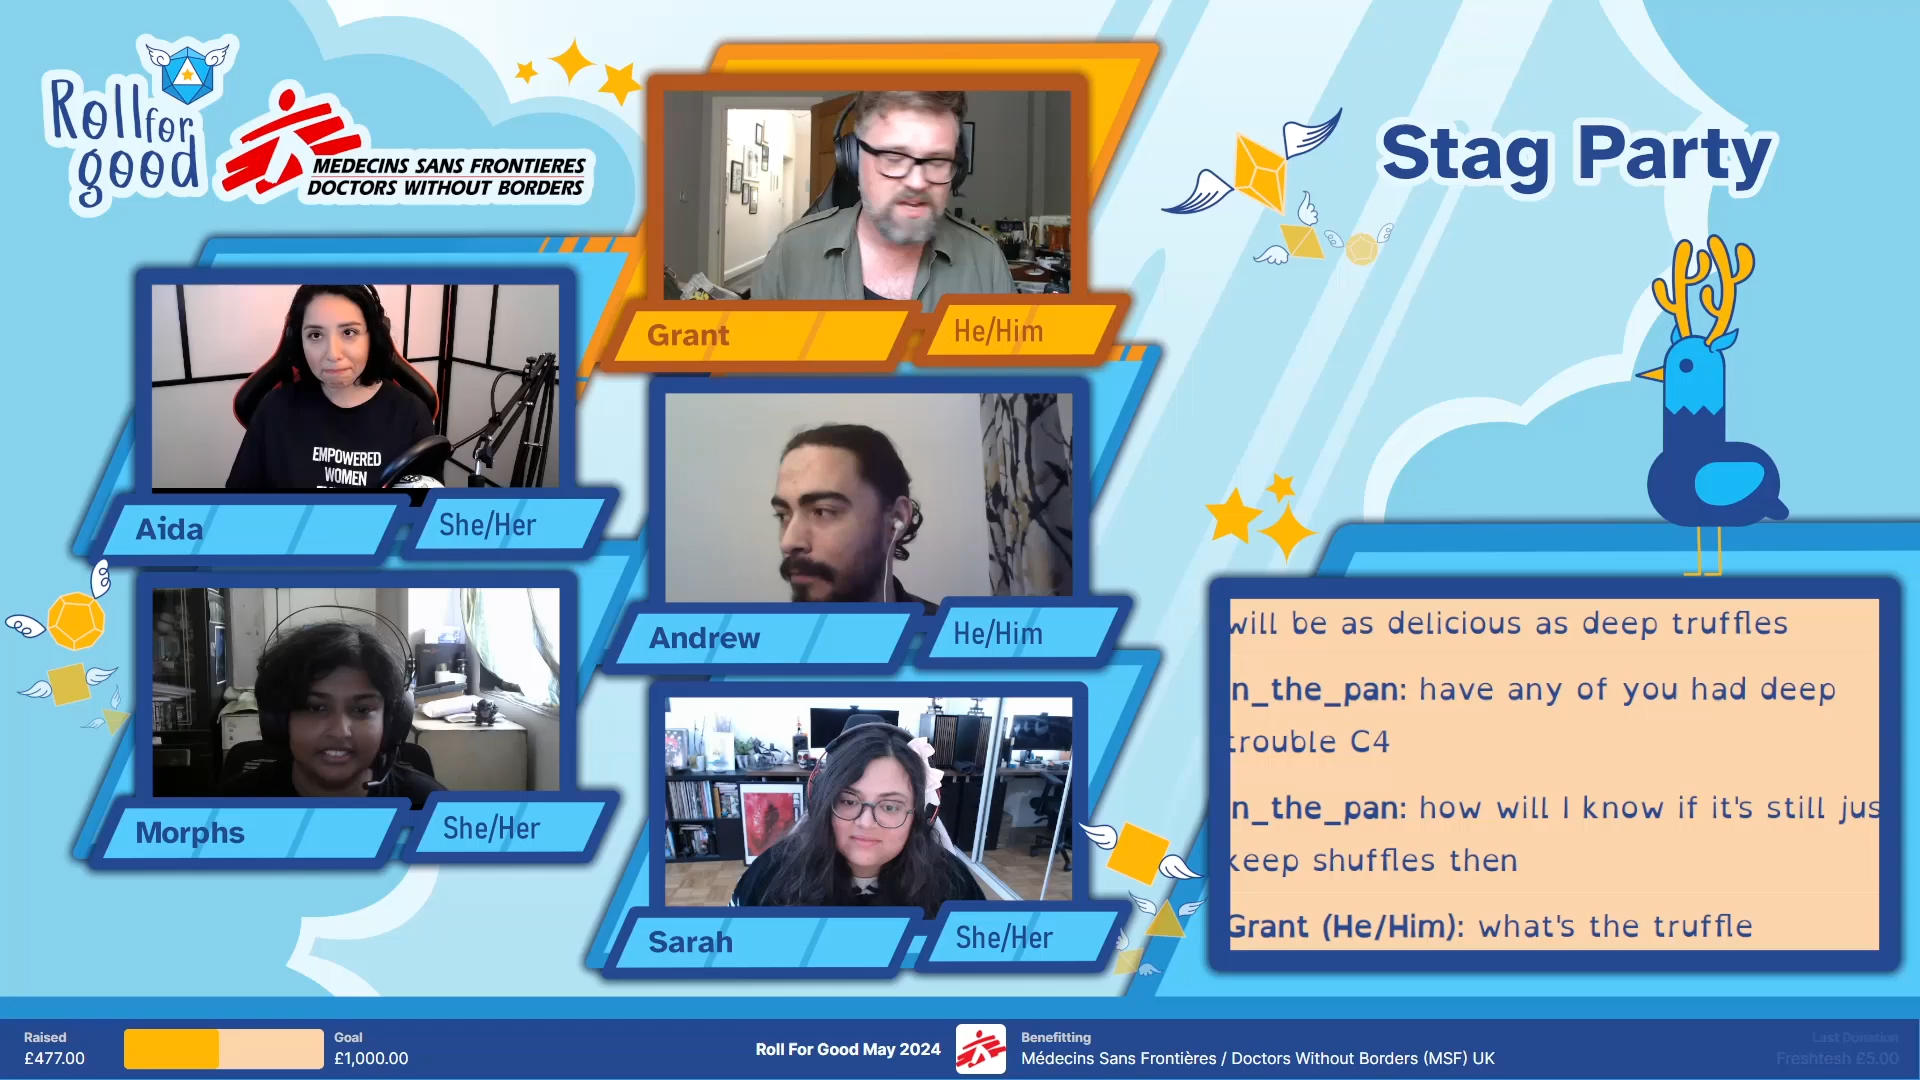 Roll for
good
MEDECINS SANS FRONTIERES
DOCTORS WITHOUT BORDERS
Stag Party
Grant
He/Him
EMPOWERED
WOMEN
Aida
She/Her
Andrew
He/Him
Morphs
She/Her
Sarah
She/Her
will be as delicious as deep truffles
n_the_pan: have any of you had deep
trouble C4
n_the_pan: how will I know if it's still jus
keep shuffles then
Grant (He/Him): what's the truffle
Raised
£477.00
Goal
£1,000.00
Roll For Good May 2024
Benefitting
Médecins Sans Frontières / Doctors Without Borders (MSF) UK
Last Donation
Freshtesh £5.00